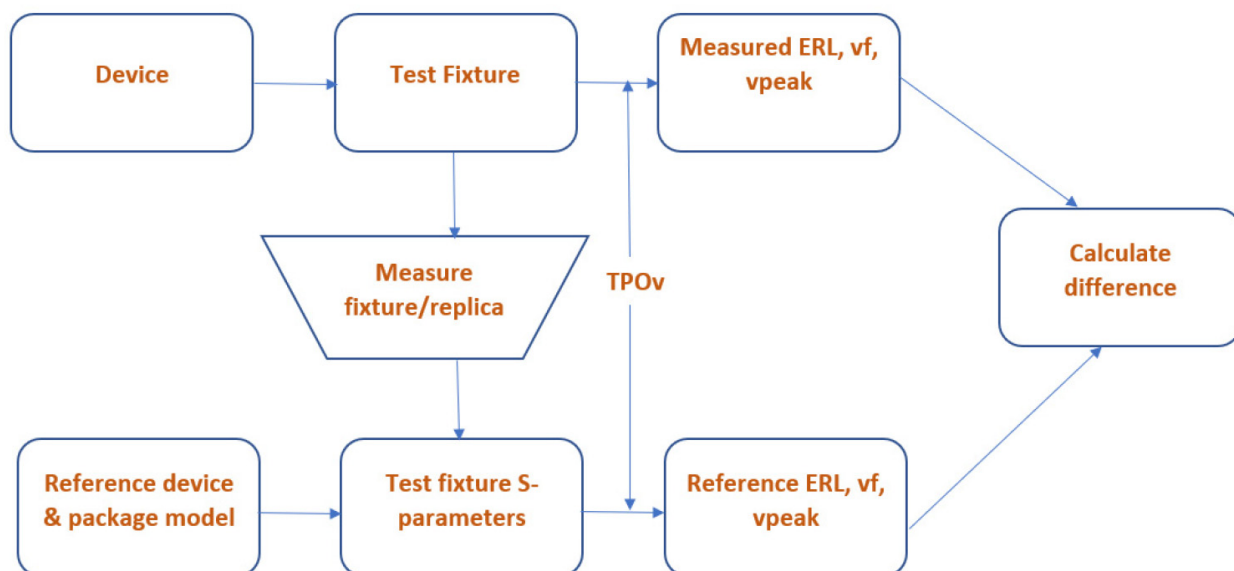 Device
Test Fixture
Measured ERL, vf,
vpeak
Measure
fixture/replica
TPOv
Calculate
difference
Reference device
& package model
Test fixture S-
parameters
Reference ERL, vf,
vpeak